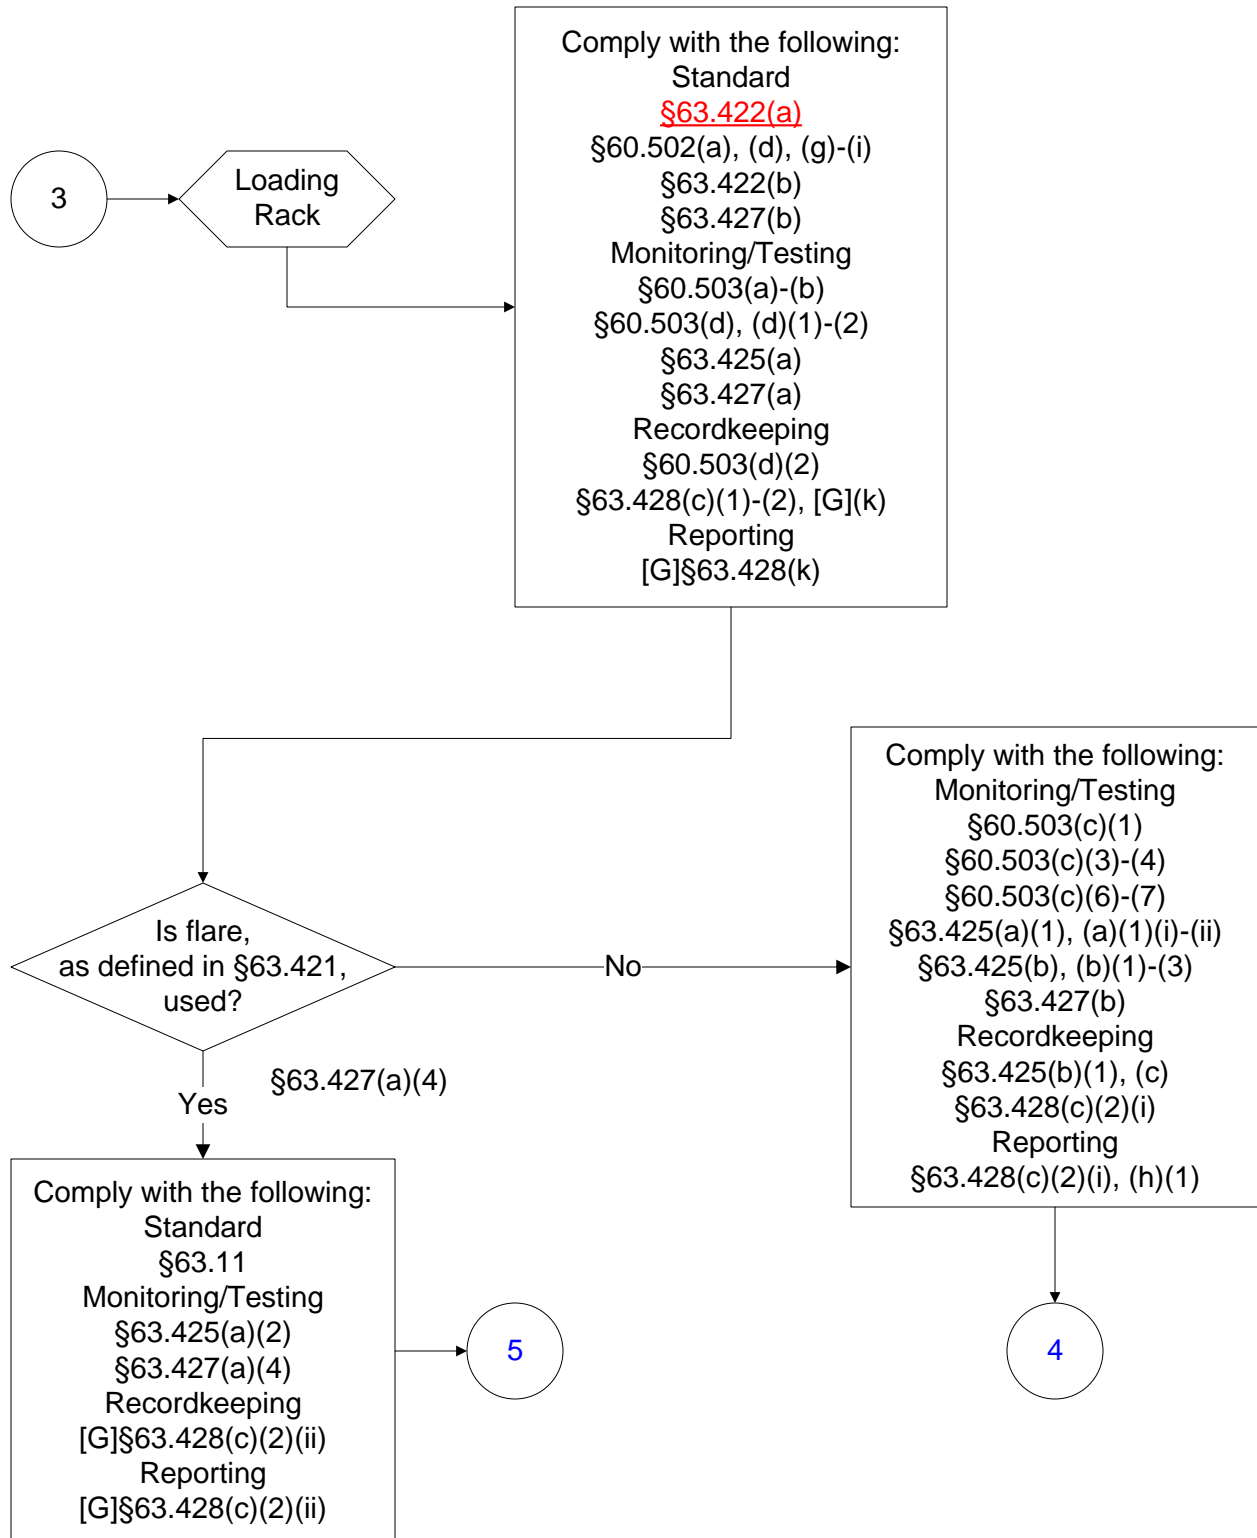 3
Loading
Rack
Comply with the following:
Standard
§63.422(a)
§60.502(a), (d), (g)-(i)
§63.422(b)
§63.427(b)
Monitoring/Testing
§60.503(a)-(b)
§60.503(d), (d)(1)-(2)
§63.425(a)
§63.427(a)
Recordkeeping
§60.503(d)(2)
§63.428(c)(1)-(2), [G](k)
Reporting
[G]§63.428(k)
Is flare,
as defined in §63.421,
used?
No
Comply with the following:
Monitoring/Testing
§60.503(c)(1)
§60.503(c)(3)-(4)
§60.503(c)(6)-(7)
§63.425(a)(1), (a)(1)(i)-(ii)
§63.425(b), (b)(1)-(3)
§63.427(b)
Recordkeeping
§63.425(b)(1), (c)
§63.428(c)(2)(i)
Reporting
§63.428(c)(2)(i), (h)(1)
§63.427(a)(4)
Yes
Comply with the following:
Standard
§63.11
Monitoring/Testing
§63.425(a)(2)
§63.427(a)(4)
Recordkeeping
[G]§63.428(c)(2)(ii)
Reporting
[G]§63.428(c)(2)(ii)
5
4